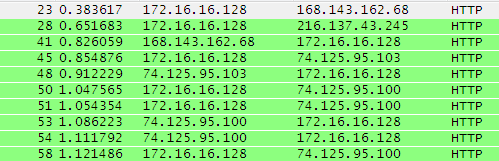 23 0.383617 172.16.16.128 168.143.162.68 HTTP
28 0.651683 172.16.16.128 216.137.43.245 HTTP
41 0.826059 168.143.162.68 172.16.16.128 HTTP
45 0.854876 172.16.16.128 74.125.95.103 HTTP
48 0.912229 74.125.95.103 172.16.16.128 HTTP
50 1.047565 172.16.16.128 74.125.95.100 HTTP
51 1.054354 172.16.16.128 74.125.95.100 HTTP
53 1.086223 74.125.95.100 172.16.16.128 HTTP
54 1.111792 74.125.95.100 172.16.16.128 HTTP
58 1.121486 172.16.16.128 74.125.95.100 HTTP